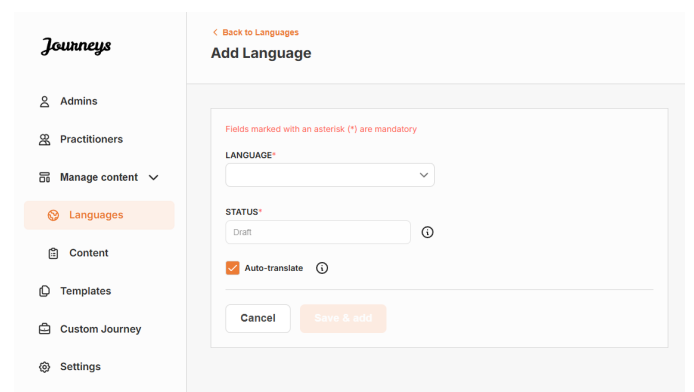 Journeys
Admins
Practitioners
Manage content
Languages
Content
Templates
Custom Journey
Settings
Back to Languages
Add Language
Fields marked with an asterisk (*) are mandatory
LANGUAGE*
STATUS*
Draft
Auto-translate
Cancel
Save & add